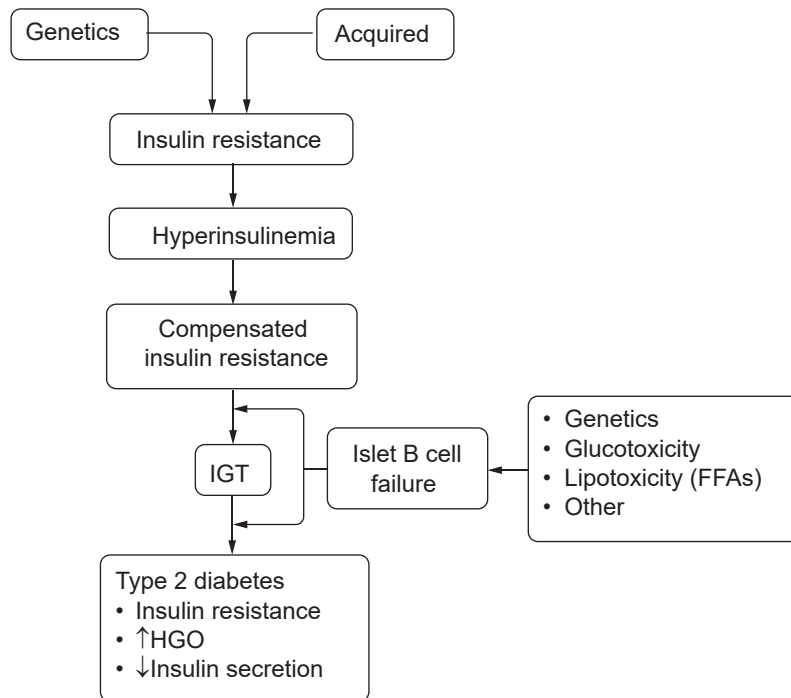 Genetics
Acquired
Insulin resistance
Hyperinsulinemia
Compensated
insulin resistance
IGT
Islet B cell
failure
• Genetics
• Glucotoxicity
• Lipotoxicity (FFAs)
• Other
Type 2 diabetes
• Insulin resistance
• ↑HGO
• ↓Insulin secretion